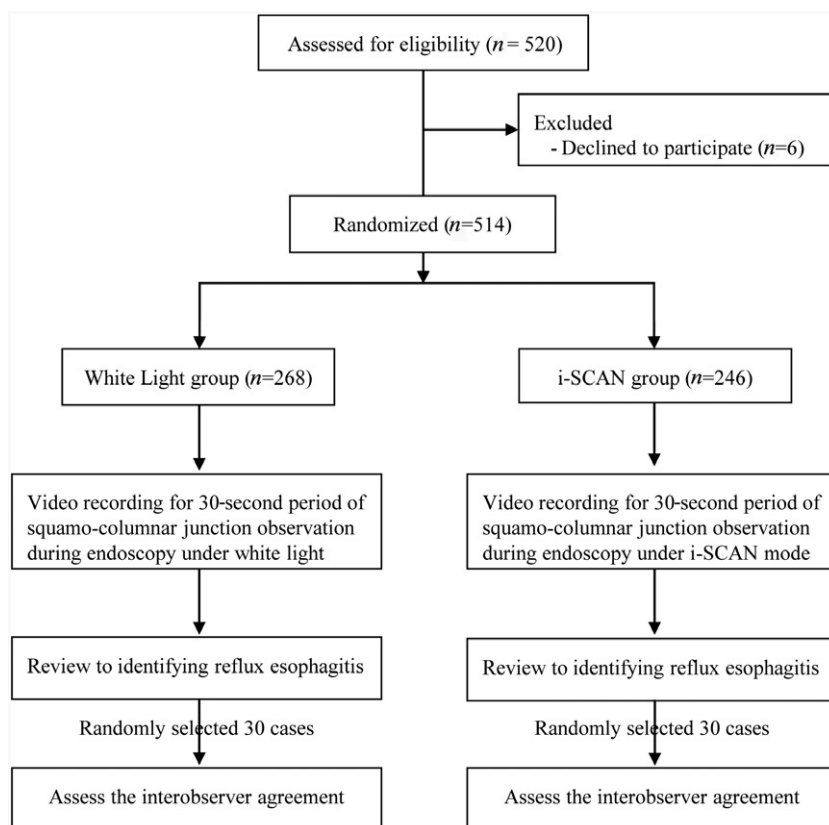 Assessed for eligibility (n = 520)
Excluded
- Declined to participate (n=6)
Randomized (n=514)
White Light group (n=268)
i-SCAN group (n=246)
Video recording for 30-second period of
squamo-columnar junction observation
during endoscopy under white light
Video recording for 30-second period of
squamo-columnar junction observation
during endoscopy under i-SCAN mode
Review to identifying reflux esophagitis
Review to identifying reflux esophagitis
Randomly selected 30 cases
Randomly selected 30 cases
Assess the interobserver agreement
Assess the interobserver agreement